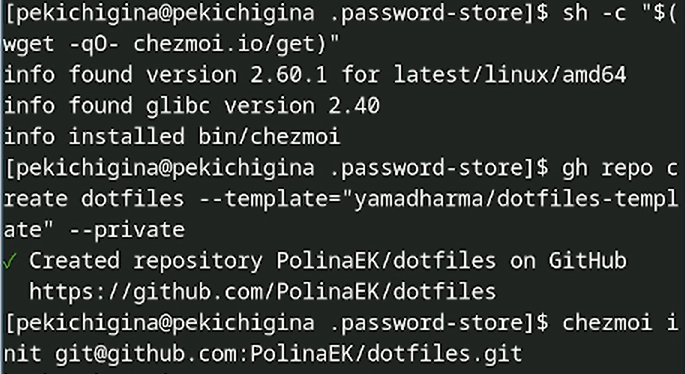 [pekichigina@pekichigina .password-store]$ sh -c "$(
wget -qO- chezmoi.io/get)"
info found version 2.60.1 for latest/linux/amd64
info found glibc version 2.40
info installed bin/chezmoi
[pekichigina@pekichigina .password-store]$ gh repo c
reate dotfiles --template="yamadharma/dotfiles-templ
ate" --private
✓ Created repository PolinaEK/dotfiles on GitHub
  https://github.com/PolinaEK/dotfiles
[pekichigina@pekichigina .password-store]$ chezmoi i
nit git@github.com:PolinaEK/dotfiles.git